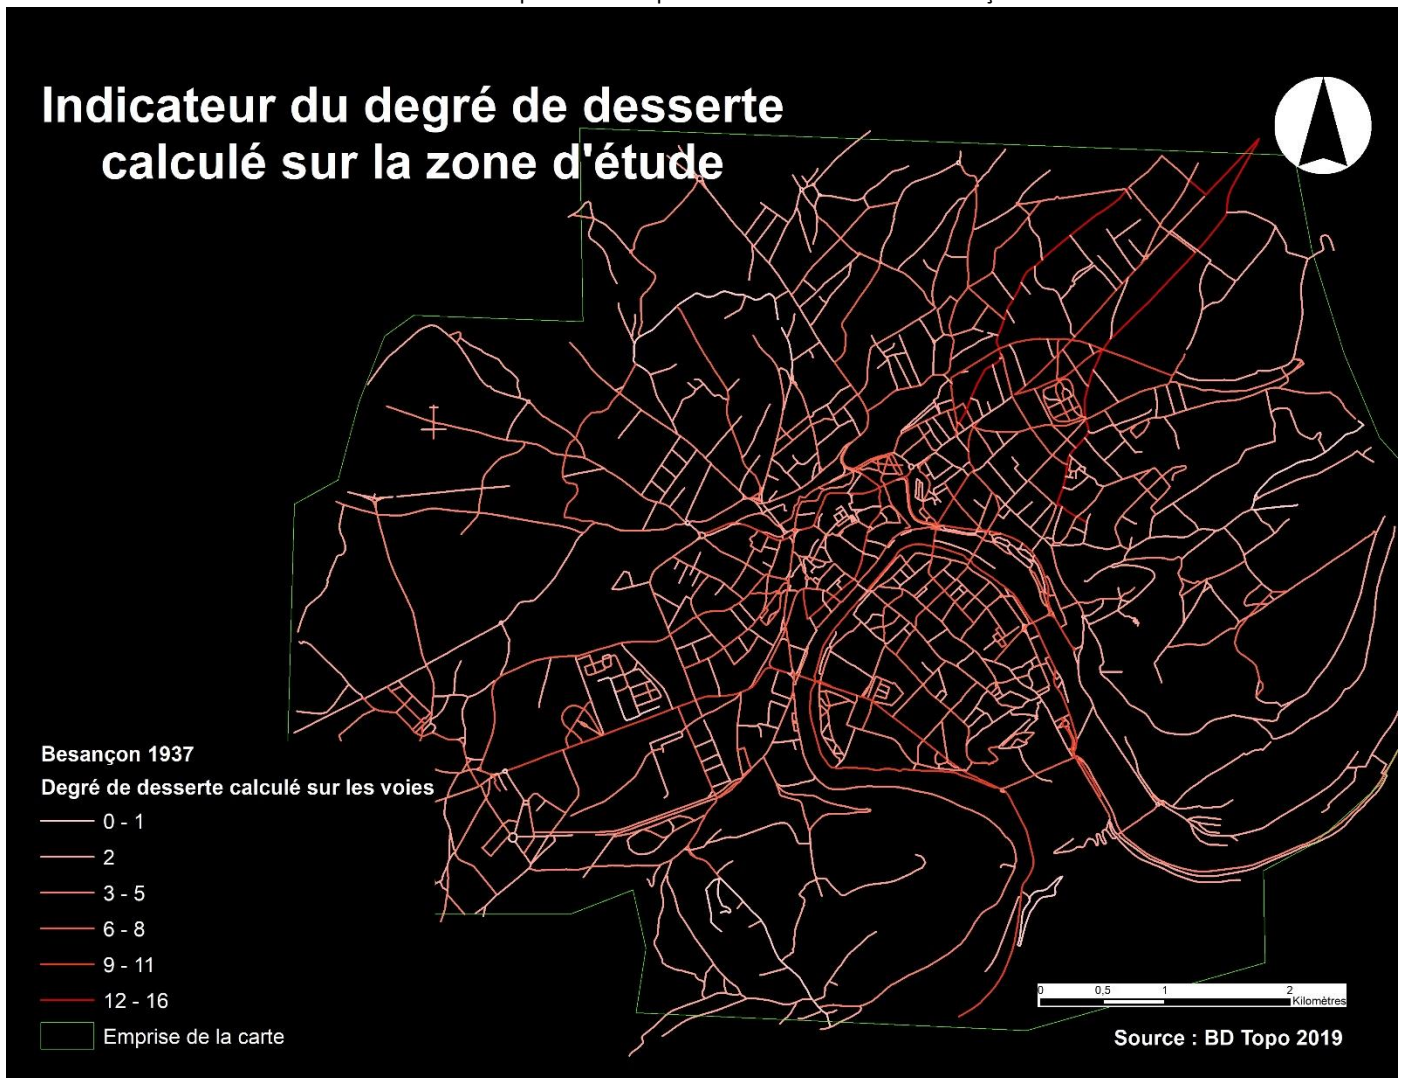 Indicateur du degré de desserte
calculé sur la zone d'étude
Besançon 1937
Degré de desserte calculé sur les voies
0 - 1
2
3 - 5
6 - 8
9 - 11
12 - 16
Emprise de la carte
0 0,5 1 2
Kilomètres
Source : BD Topo 2019